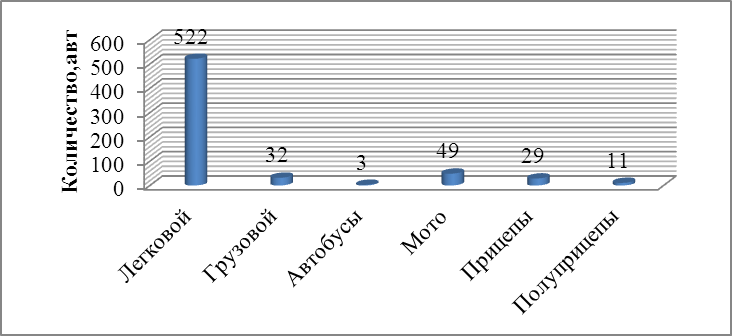 Количество,авт
600
500
400
300
200
100
0
522
32
3
49
29
11
Легковой
Грузовой
Автобусы
Мото
Прицепы
Полуприцепы